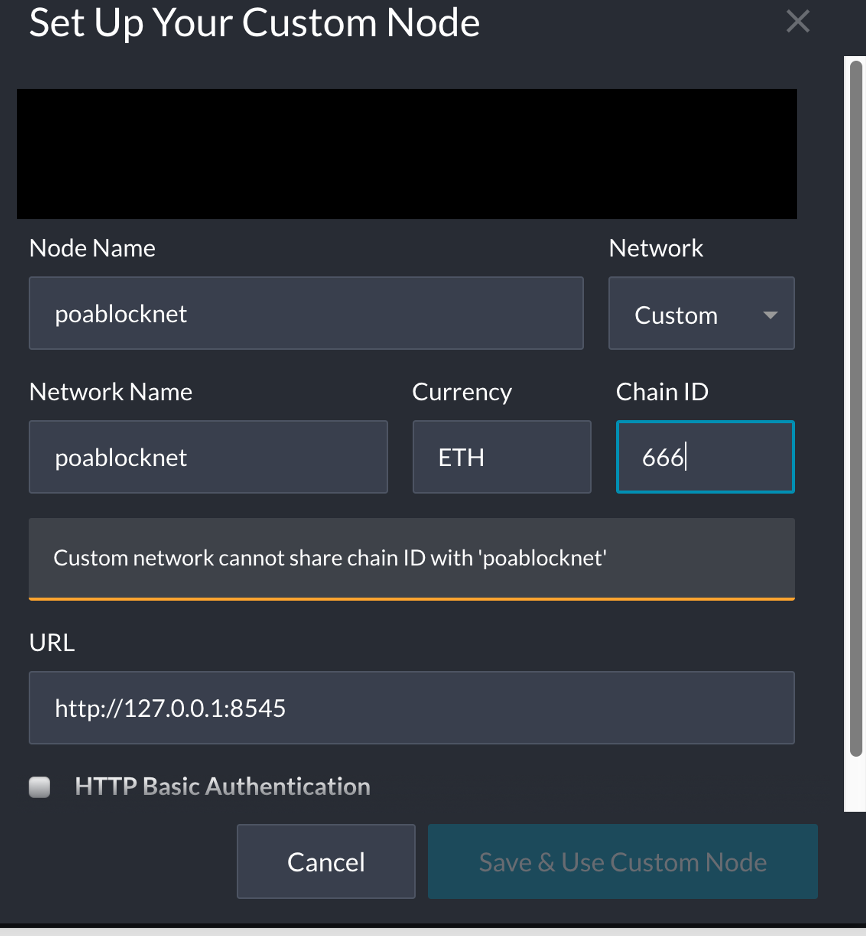 Set Up Your Custom Node
Node Name
Network
poablocknet
Custom
Network Name
Currency
Chain ID
poablocknet
ETH
666
Custom network cannot share chain ID with 'poablocknet'
URL
http://127.0.0.1:8545
HTTP Basic Authentication
Cancel
Save & Use Custom Node